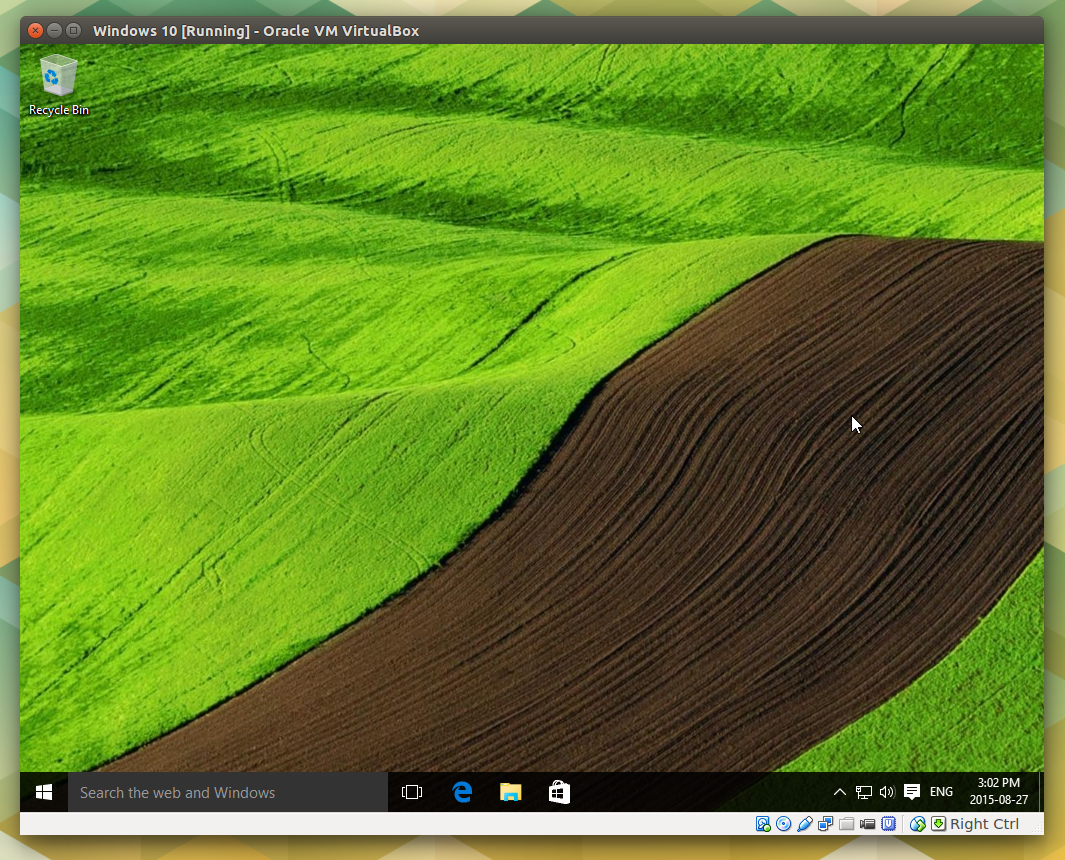 Windows 10 [Running] - Oracle VM VirtualBox
Recycle Bin
Search the web and Windows
ENG
3:02 PM
2015-08-27
Right Ctrl